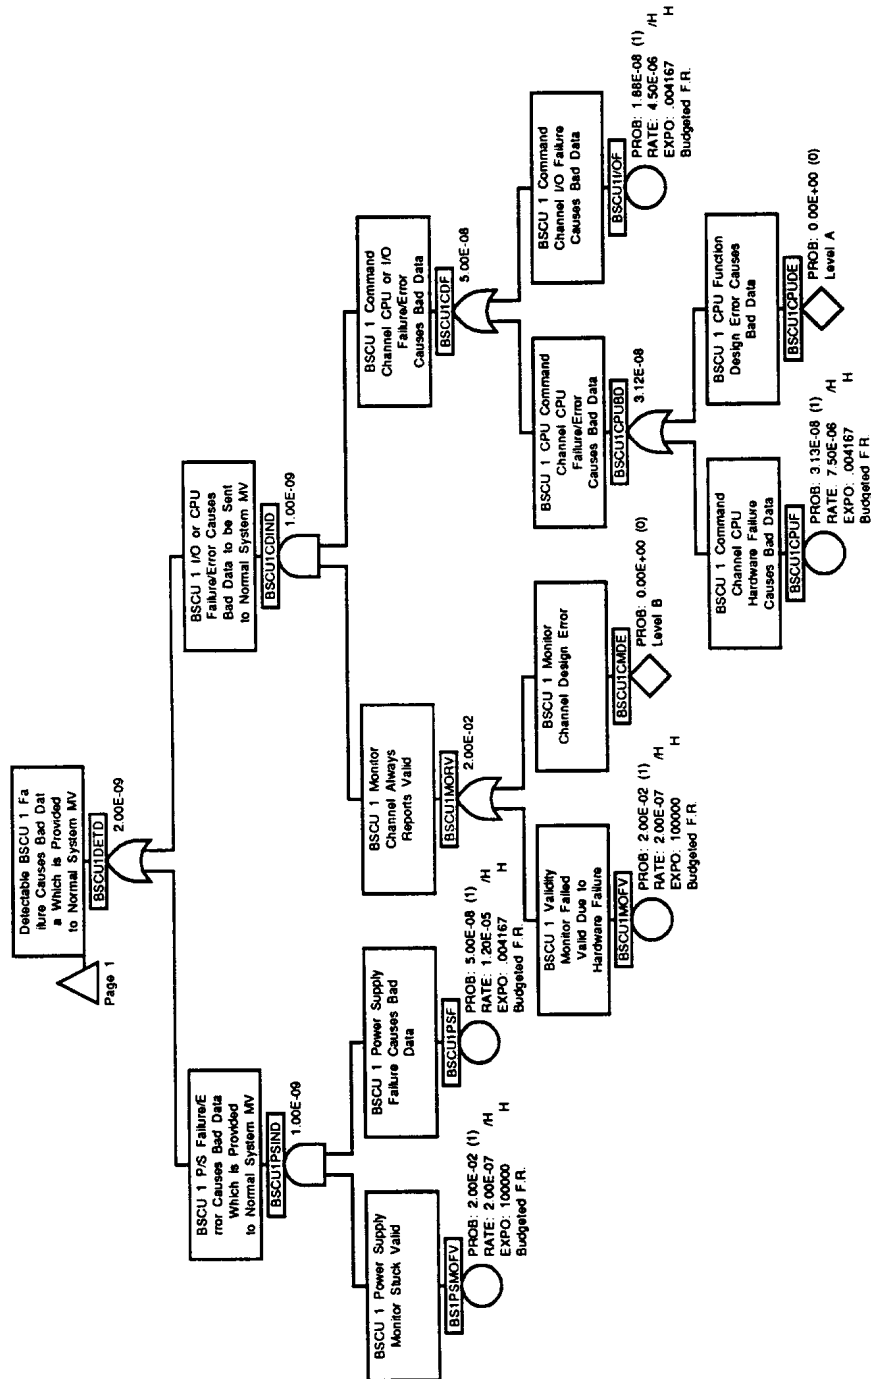 Detectable BSCU 1 Fa
ilure Causes Bad Dat
a Which is Provided
to Normal System MV
BSCU1DETD
2.00E-09
Page 1
BSCU 1 P/S Failure/E
rror Causes Bad Data
Which is Provided
to Normal System MV
BSCU1PSIND
1.00E-09
BSCU 1 I/O or CPU
Failure/Error Causes
Bad Data to be Sent
to Normal System MV
BSCU1CDIND
1.00E-09
BSCU 1 Power Supply
Monitor Stuck Valid
BS1PSMOFV
PROB: 2.00E-02 (1)
RATE: 2.00E-07 /H
EXPO: 100000 H
Budgeted F.R.
BSCU 1 Power Supply
Failure Causes Bad
Data
BSCU1PSF
PROB: 5.00E-08 (1)
RATE: 1.20E-05 /H
EXPO: .004167 H
Budgeted F.R.
BSCU 1 Monitor
Channel Always
Reports Valid
BSCU1MORV
2.00E-02
BSCU 1 Command
Channel CPU or I/O
Failure/Error
Causes Bad Data
BSCU1CDF
5.00E-08
BSCU 1 Validity
Monitor Failed
Valid Due to
Hardware Failure
BSCU1MOFV
PROB: 2.00E-02 (1)
RATE: 2.00E-07 /H
EXPO: 100000 H
Budgeted F.R.
BSCU 1 Monitor
Channel Design Error
BSCU1CMDE
PROB: 0.00E+00 (0)
Level B
BSCU 1 CPU Command
Channel CPU
Failure/Error
Causes Bad Data
BSCU1CPUBD
3.12E-08
BSCU 1 Command
Channel I/O Failure
Causes Bad Data
BSCU1I/OF
PROB: 1.88E-08 (1)
RATE: 4.50E-06 /H
EXPO: .004167 H
Budgeted F.R.
BSCU 1 Command
Channel CPU
Hardware Failure
Causes Bad Data
BSCU1CPUF
PROB: 3.13E-08 (1)
RATE: 7.50E-06 /H
EXPO: .004167 H
Budgeted F.R.
BSCU 1 CPU Function
Design Error Causes
Bad Data
BSCU1CPUDE
PROB: 0.00E+00 (0)
Level A